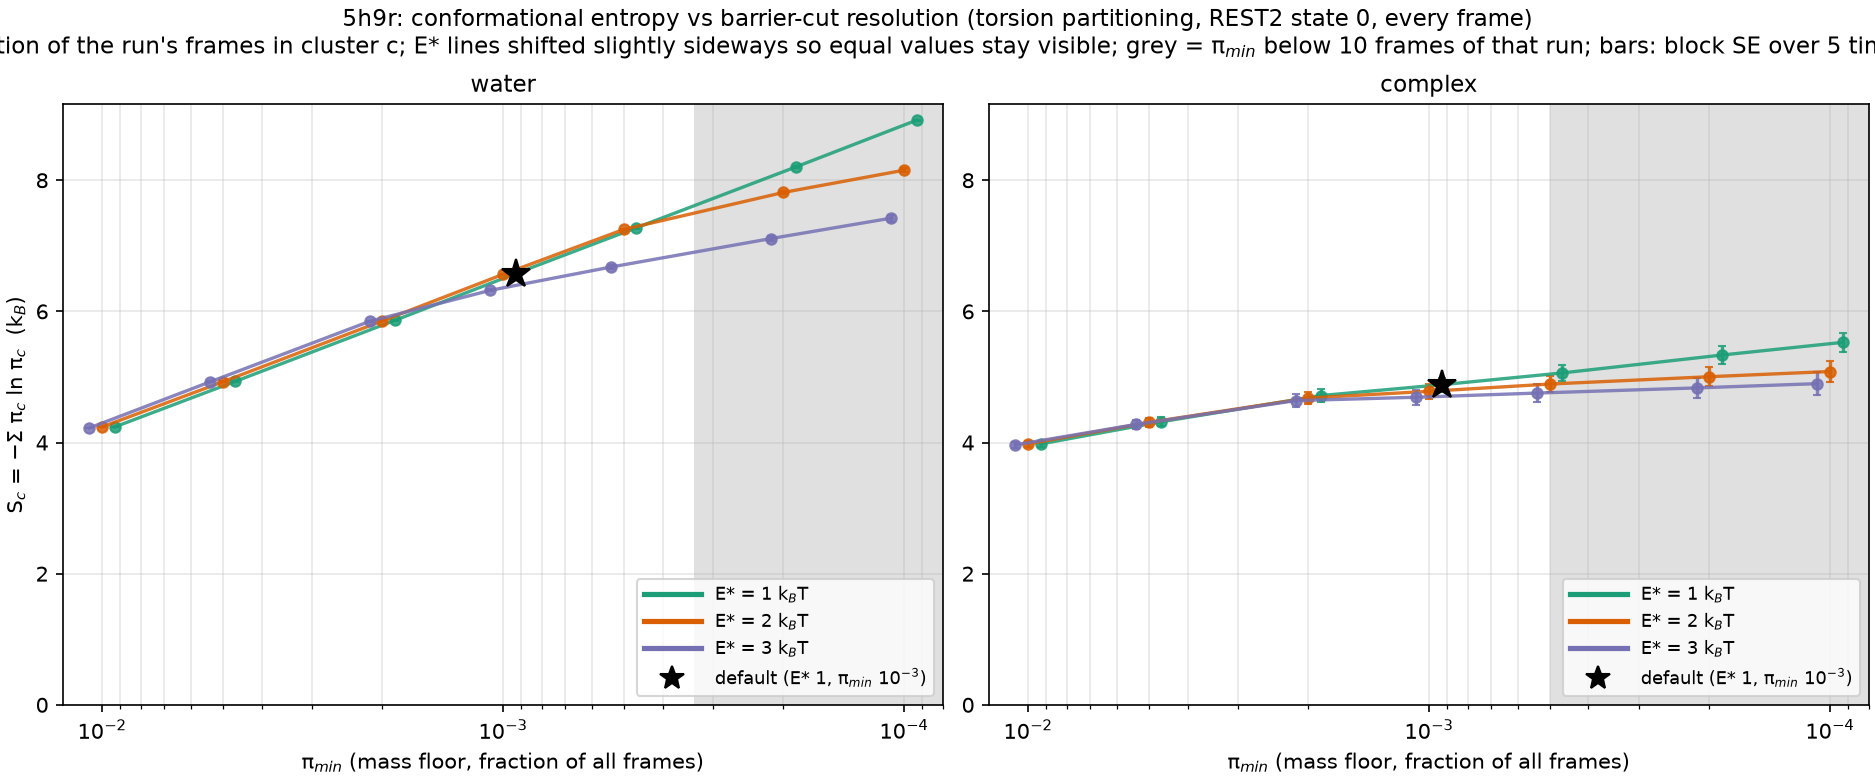 5h9r: conformational entropy vs barrier-cut resolution (torsion partitioning, REST2 state 0, every frame)
tion of the run's frames in cluster c; E* lines shifted slightly sideways so equal values stay visible; grey = πmin below 10 frames of that run; bars: block SE over 5 tin
water
complex
Sc = −Σ πc ln πc (kB)
8
6
4
2
0
8
6
4
2
0
E* = 1 kBT
E* = 2 kBT
E* = 3 kBT
default (E* 1, πmin 10⁻³)
E* = 1 kBT
E* = 2 kBT
E* = 3 kBT
default (E* 1, πmin 10⁻³)
10⁻²
10⁻³
10⁻⁴
10⁻²
10⁻³
10⁻⁴
πmin (mass floor, fraction of all frames)
πmin (mass floor, fraction of all frames)